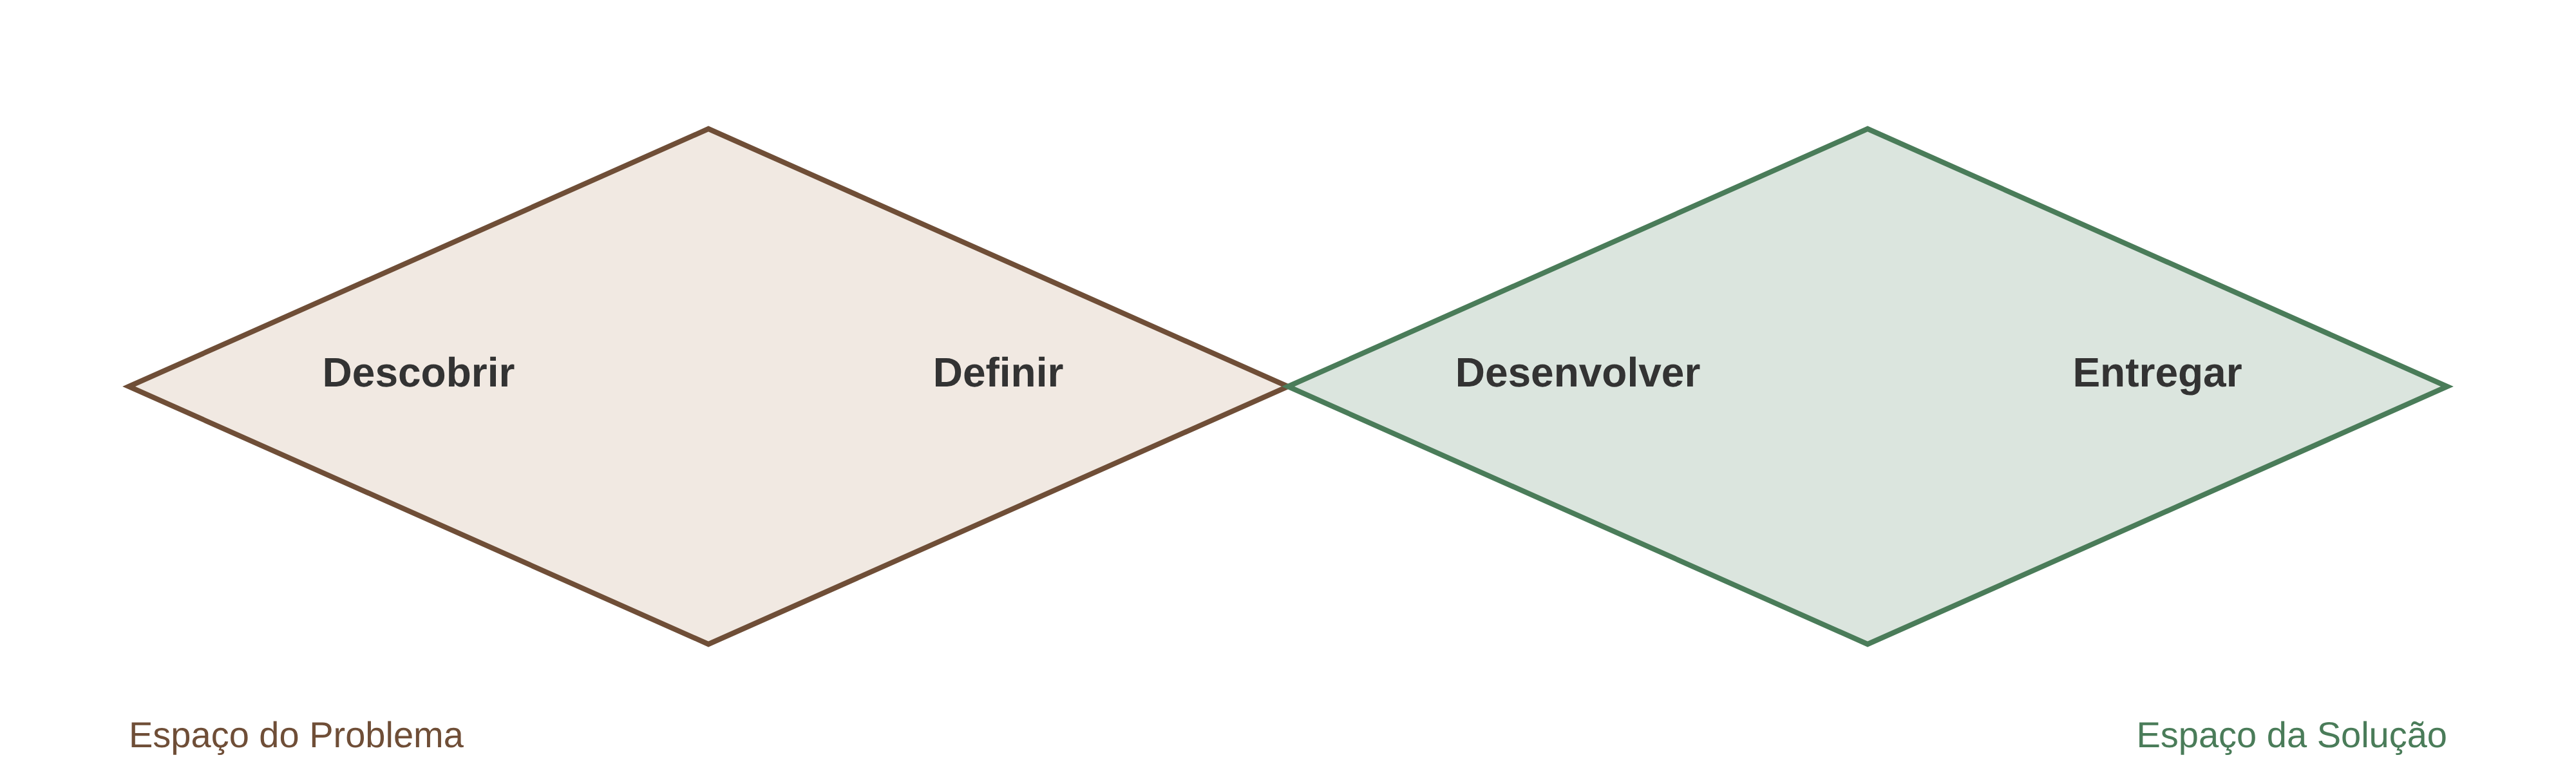 Descobrir
Definir
Desenvolver
Entregar
Espaço do Problema
Espaço da Solução